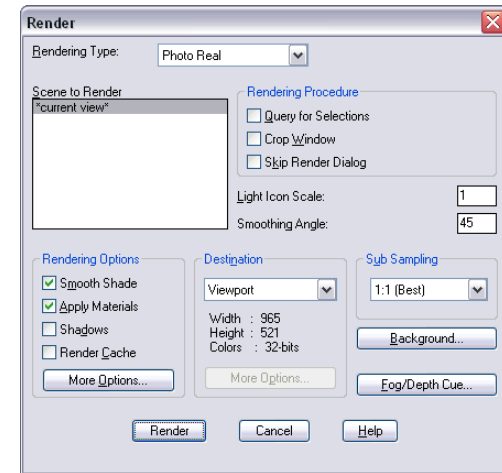 Render
Rendering Type:
Photo Real
Scene to Render
*current view*
Rendering Procedure
Query for Selections
Crop Window
Skip Render Dialog
Light Icon Scale:
1
Smoothing Angle:
45
Rendering Options
Smooth Shade
Apply Materials
Shadows
Render Cache
More Options...
Destination
Viewport
Width : 965
Height : 521
Colors : 32-bits
More Options...
Sub Sampling
1:1 (Best)
Background...
Fog/Depth Cue...
Render
Cancel
Help